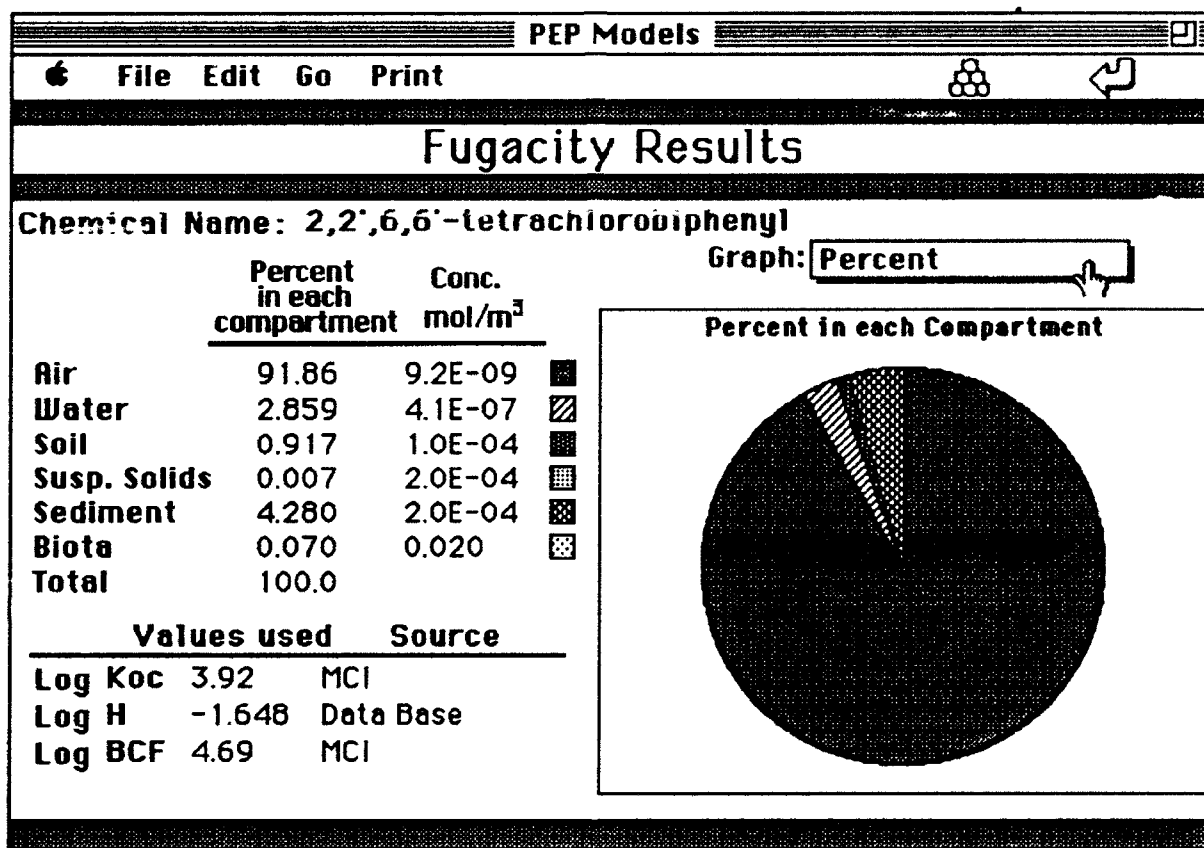 PEP Models
File Edit Go Print
Fugacity Results
Chemical Name: 2,2',6,6'-tetrachlorobiphenyl
Graph: Percent
Percent in each compartment Conc. mol/m³
Air 91.86 9.2E-09
Water 2.859 4.1E-07
Soil 0.917 1.0E-04
Susp. Solids 0.007 2.0E-04
Sediment 4.280 2.0E-04
Biota 0.070 0.020
Total 100.0
Values used Source
Log Koc 3.92 MCI
Log H -1.648 Data Base
Log BCF 4.69 MCI
Percent in each Compartment